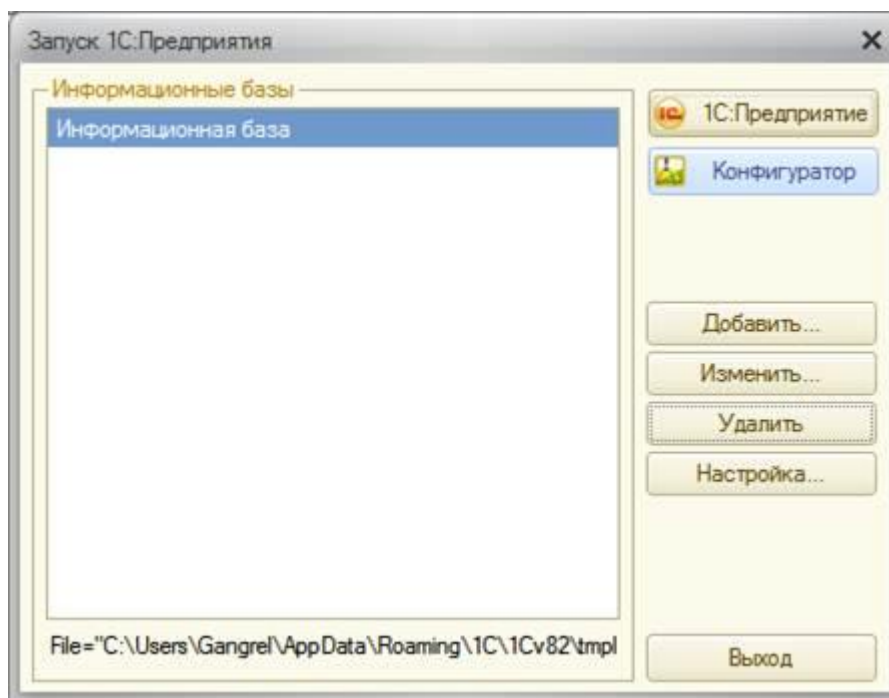 Запуск 1С:Предприятия
Информационные базы
Информационная база
1С:Предприятие
Конфигуратор
Добавить...
Изменить...
Удалить
Настройка...
File="C:\Users\Gangrel\AppData\Roaming\1C\1Cv82\tmpl
Выход